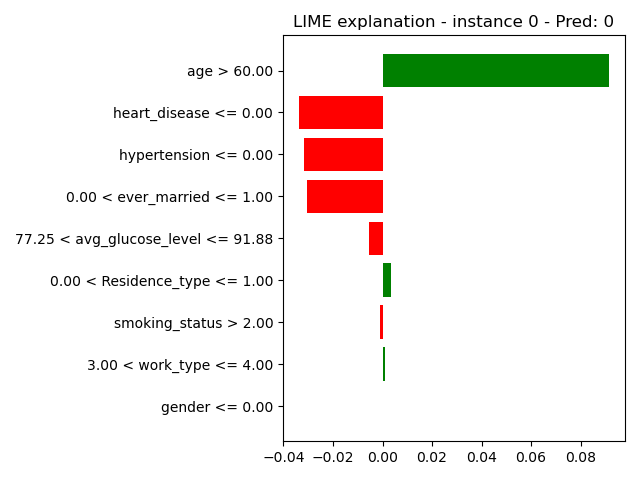 LIME explanation - instance 0 - Pred: 0
age > 60.00
heart_disease <= 0.00
hypertension <= 0.00
0.00 < ever_married <= 1.00
77.25 < avg_glucose_level <= 91.88
0.00 < Residence_type <= 1.00
smoking_status > 2.00
3.00 < work_type <= 4.00
gender <= 0.00
−0.04 −0.02 0.00 0.02 0.04 0.06 0.08